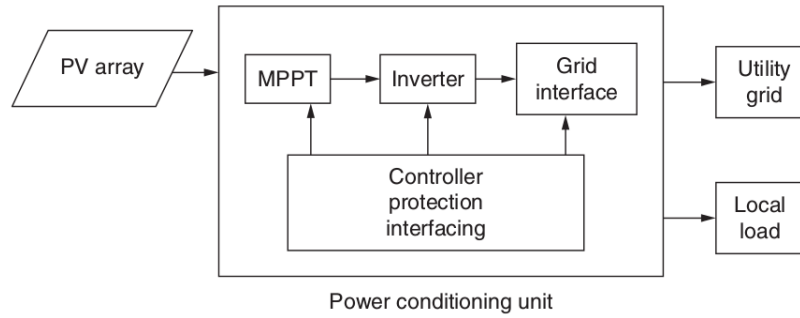 PV array
MPPT
Inverter
Grid
interface
Utility
grid
Controller
protection
interfacing
Local
load
Power conditioning unit